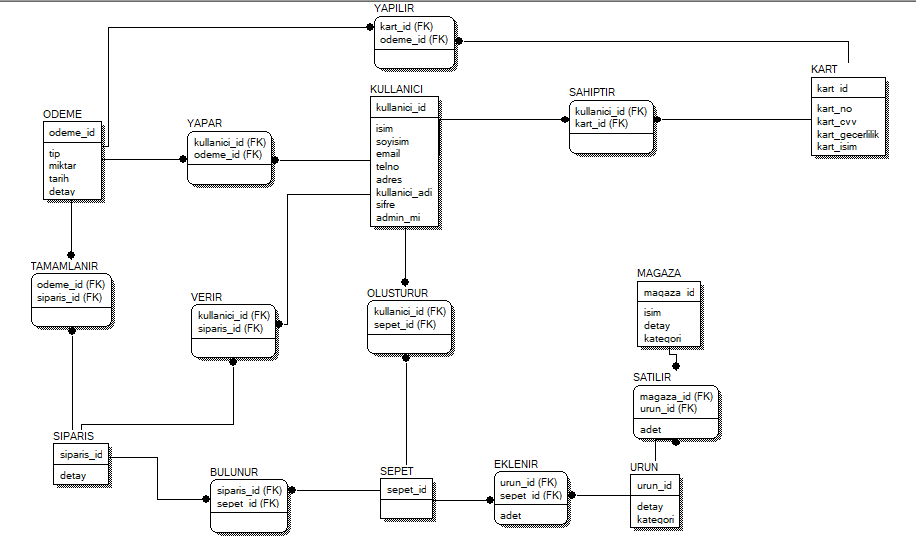 YAPILIR
kart_id (FK)
odeme_id (FK)
KART
kart_id
kart_no
kart_cvv
kart_gecerlilik
kart_isim
KULLANICI
kullanici_id
isim
soyisim
email
telno
adres
kullanici_adi
sifre
admin_mi
SAHIPTIR
kullanici_id (FK)
kart_id (FK)
ODEME
odeme_id
tip
miktar
tarih
detay
YAPAR
kullanici_id (FK)
odeme_id (FK)
TAMAMLANIR
odeme_id (FK)
siparis_id (FK)
VERIR
kullanici_id (FK)
siparis_id (FK)
OLUSTURUR
kullanici_id (FK)
sepet_id (FK)
MAGAZA
magaza_id
isim
detay
kategori
SATILIR
magaza_id (FK)
urun_id (FK)
adet
SIPARIS
siparis_id
detay
BULUNUR
siparis_id (FK)
sepet_id (FK)
SEPET
sepet_id
EKLENIR
urun_id (FK)
sepet_id (FK)
adet
URUN
urun_id
detay
kategori